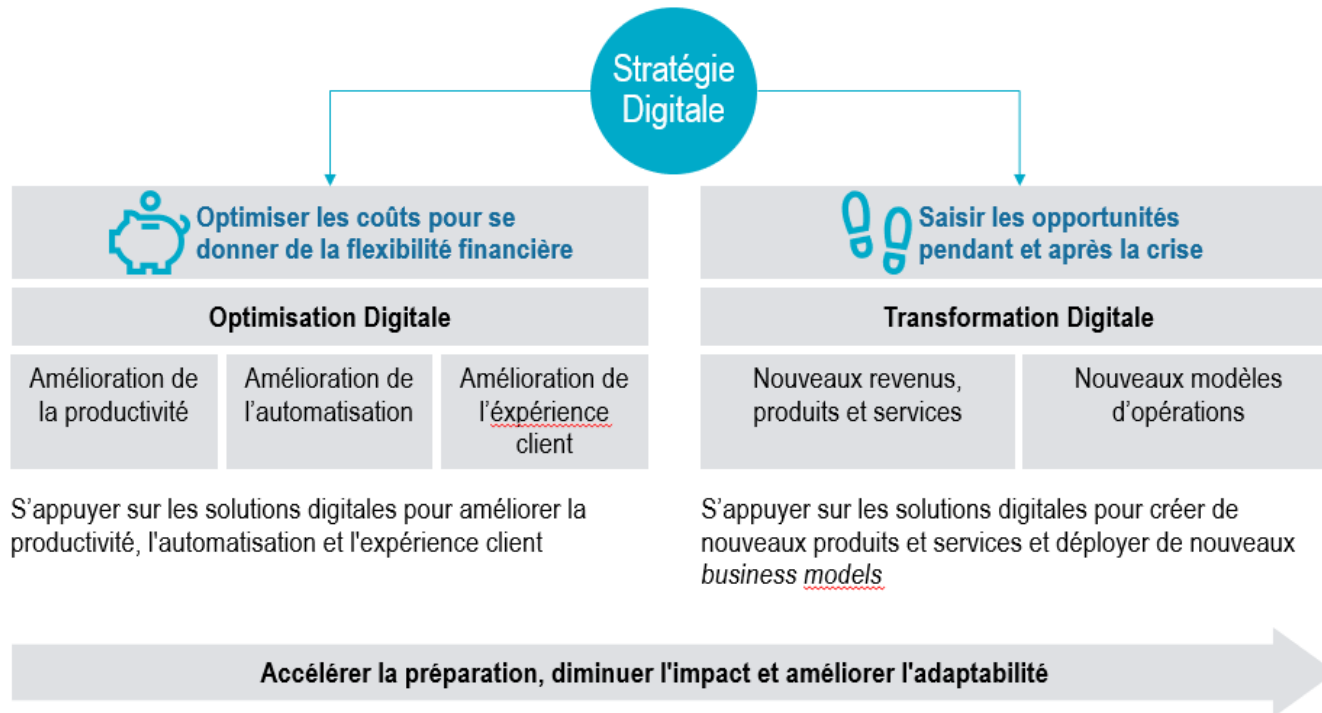 Stratégie
Digitale
Optimiser les coûts pour se
donner de la flexibilité financière
Saisir les opportunités
pendant et après la crise
Optimisation Digitale
Transformation Digitale
Amélioration de
la productivité
Amélioration de
l’automatisation
Amélioration de
l’éxpérience
client
Nouveaux revenus,
produits et services
Nouveaux modèles
d’opérations
S’appuyer sur les solutions digitales pour améliorer la
productivité, l'automatisation et l'expérience client
S’appuyer sur les solutions digitales pour créer de
nouveaux produits et services et déployer de nouveaux
business models
Accélérer la préparation, diminuer l'impact et améliorer l'adaptabilité